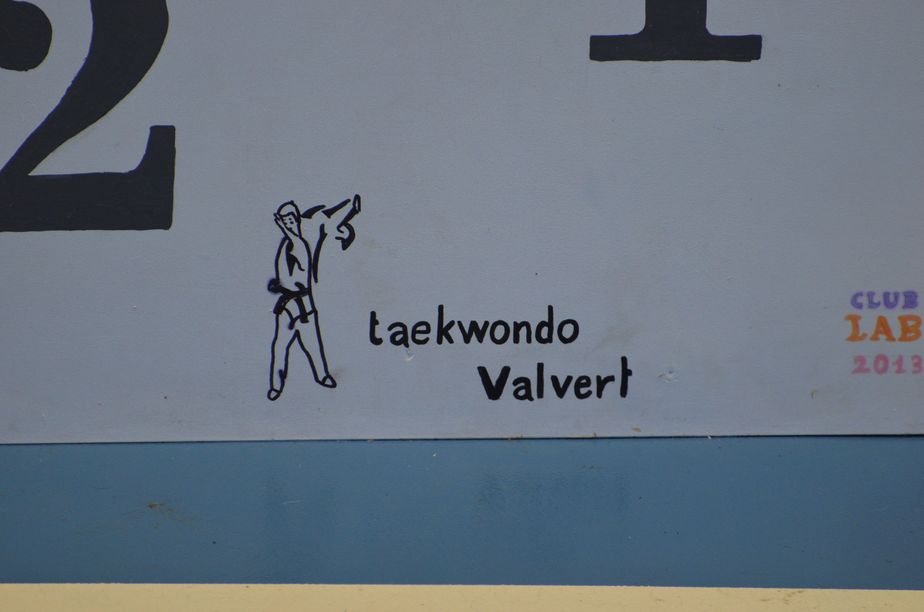 2 1
taekwondo
Valvert
CLUB
LAB
2013